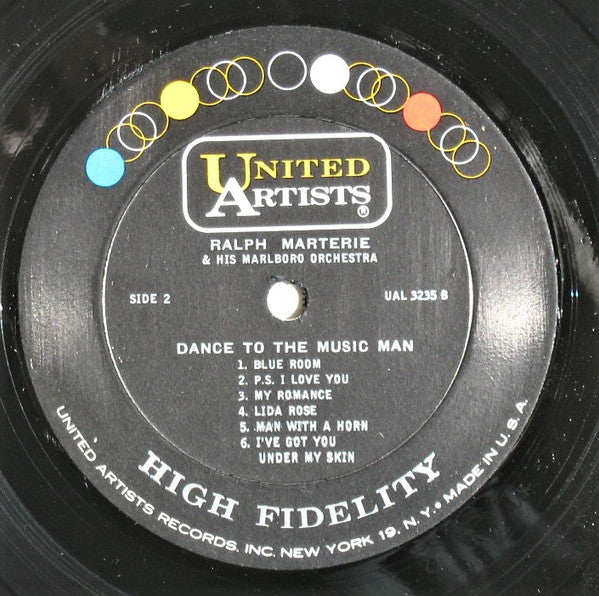 UNITED
ARTISTS®
RALPH MARTERIE
& HIS MARLBORO ORCHESTRA
SIDE 2
UAL 3235 B
DANCE TO THE MUSIC MAN
1. BLUE ROOM
2. P.S. I LOVE YOU
3. MY ROMANCE
4. LIDA ROSE
5. MAN WITH A HORN
6. I'VE GOT YOU
UNDER MY SKIN
HIGH FIDELITY
UNITED ARTISTS RECORDS, INC. NEW YORK 19, N.Y. • MADE IN U.S.A.